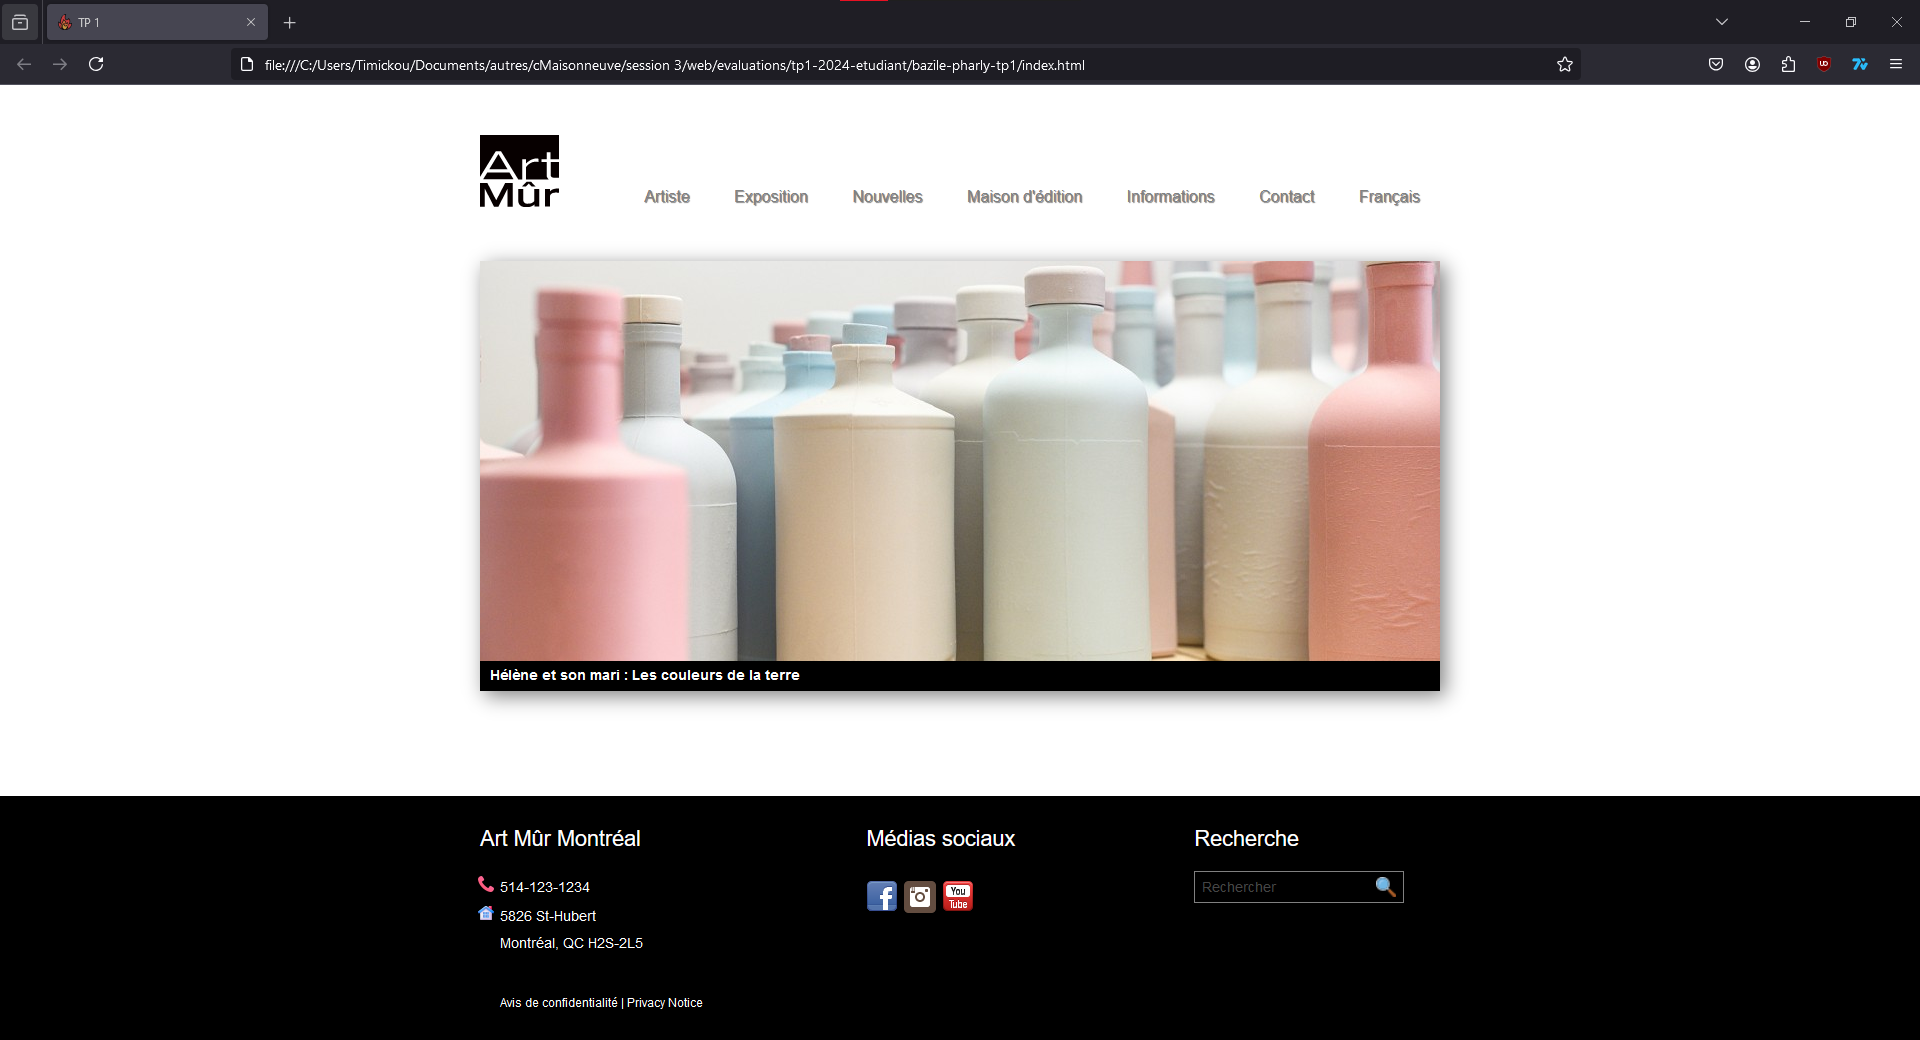 TP 1
file:///C:/Users/Timickou/Documents/autres/cMaisonneuve/session 3/web/evaluations/tp1-2024-etudiant/bazile-pharly-tp1/index.html
Art
Mûr
Artiste Exposition Nouvelles Maison d'édition Informations Contact Français
Hélène et son mari : Les couleurs de la terre
Art Mûr Montréal
514-123-1234
5826 St-Hubert
Montréal, QC H2S-2L5
Avis de confidentialité | Privacy Notice
Médias sociaux
You
Tube
Recherche
Rechercher